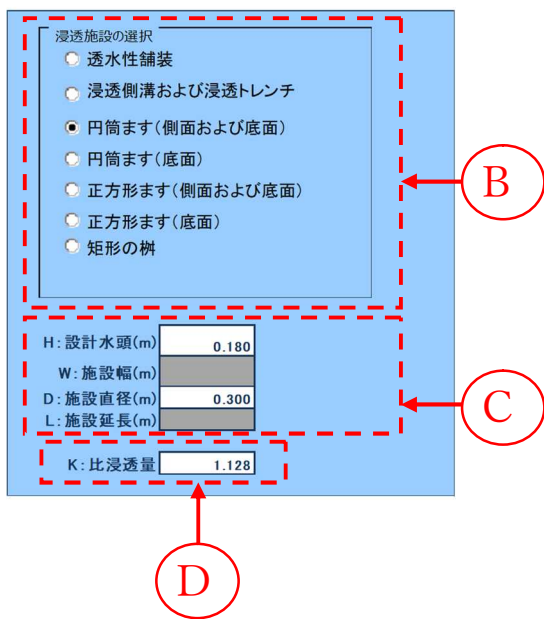 浸透施設の選択
透水性舗装
浸透側溝および浸透トレンチ
円筒ます(側面および底面)
円筒ます(底面)
正方形ます(側面および底面)
正方形ます(底面)
矩形の桝
B
H:設計水頭(m) 0.180
W:施設幅(m)
D:施設直径(m) 0.300
L:施設延長(m)
C
K:比浸透量 1.128
D